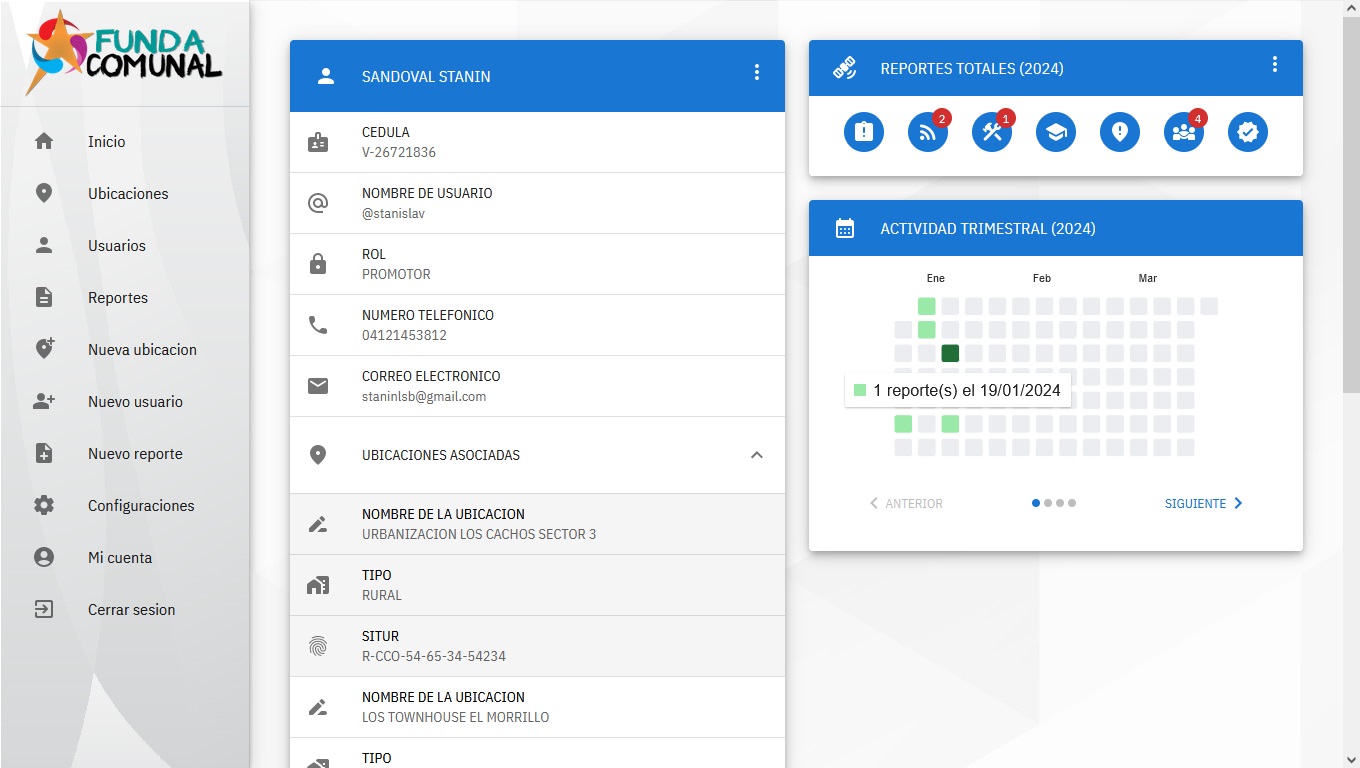 FUNDA
COMUNAL
Inicio
Ubicaciones
Usuarios
Reportes
Nueva ubicacion
Nuevo usuario
Nuevo reporte
Configuraciones
Mi cuenta
Cerrar sesion
SANDOVAL STANIN
CEDULA
V-26721836
NOMBRE DE USUARIO
@stanislav
ROL
PROMOTOR
NUMERO TELEFONICO
04121453812
CORREO ELECTRONICO
staninlsb@gmail.com
UBICACIONES ASOCIADAS
NOMBRE DE LA UBICACION
URBANIZACION LOS CACHOS SECTOR 3
TIPO
RURAL
SITUR
R-CCO-54-65-34-54234
NOMBRE DE LA UBICACION
LOS TOWNHOUSE EL MORRILLO
TIPO
REPORTES TOTALES (2024)
2 1 4
ACTIVIDAD TRIMESTRAL (2024)
Ene Feb Mar
1 reporte(s) el 19/01/2024
ANTERIOR SIGUIENTE